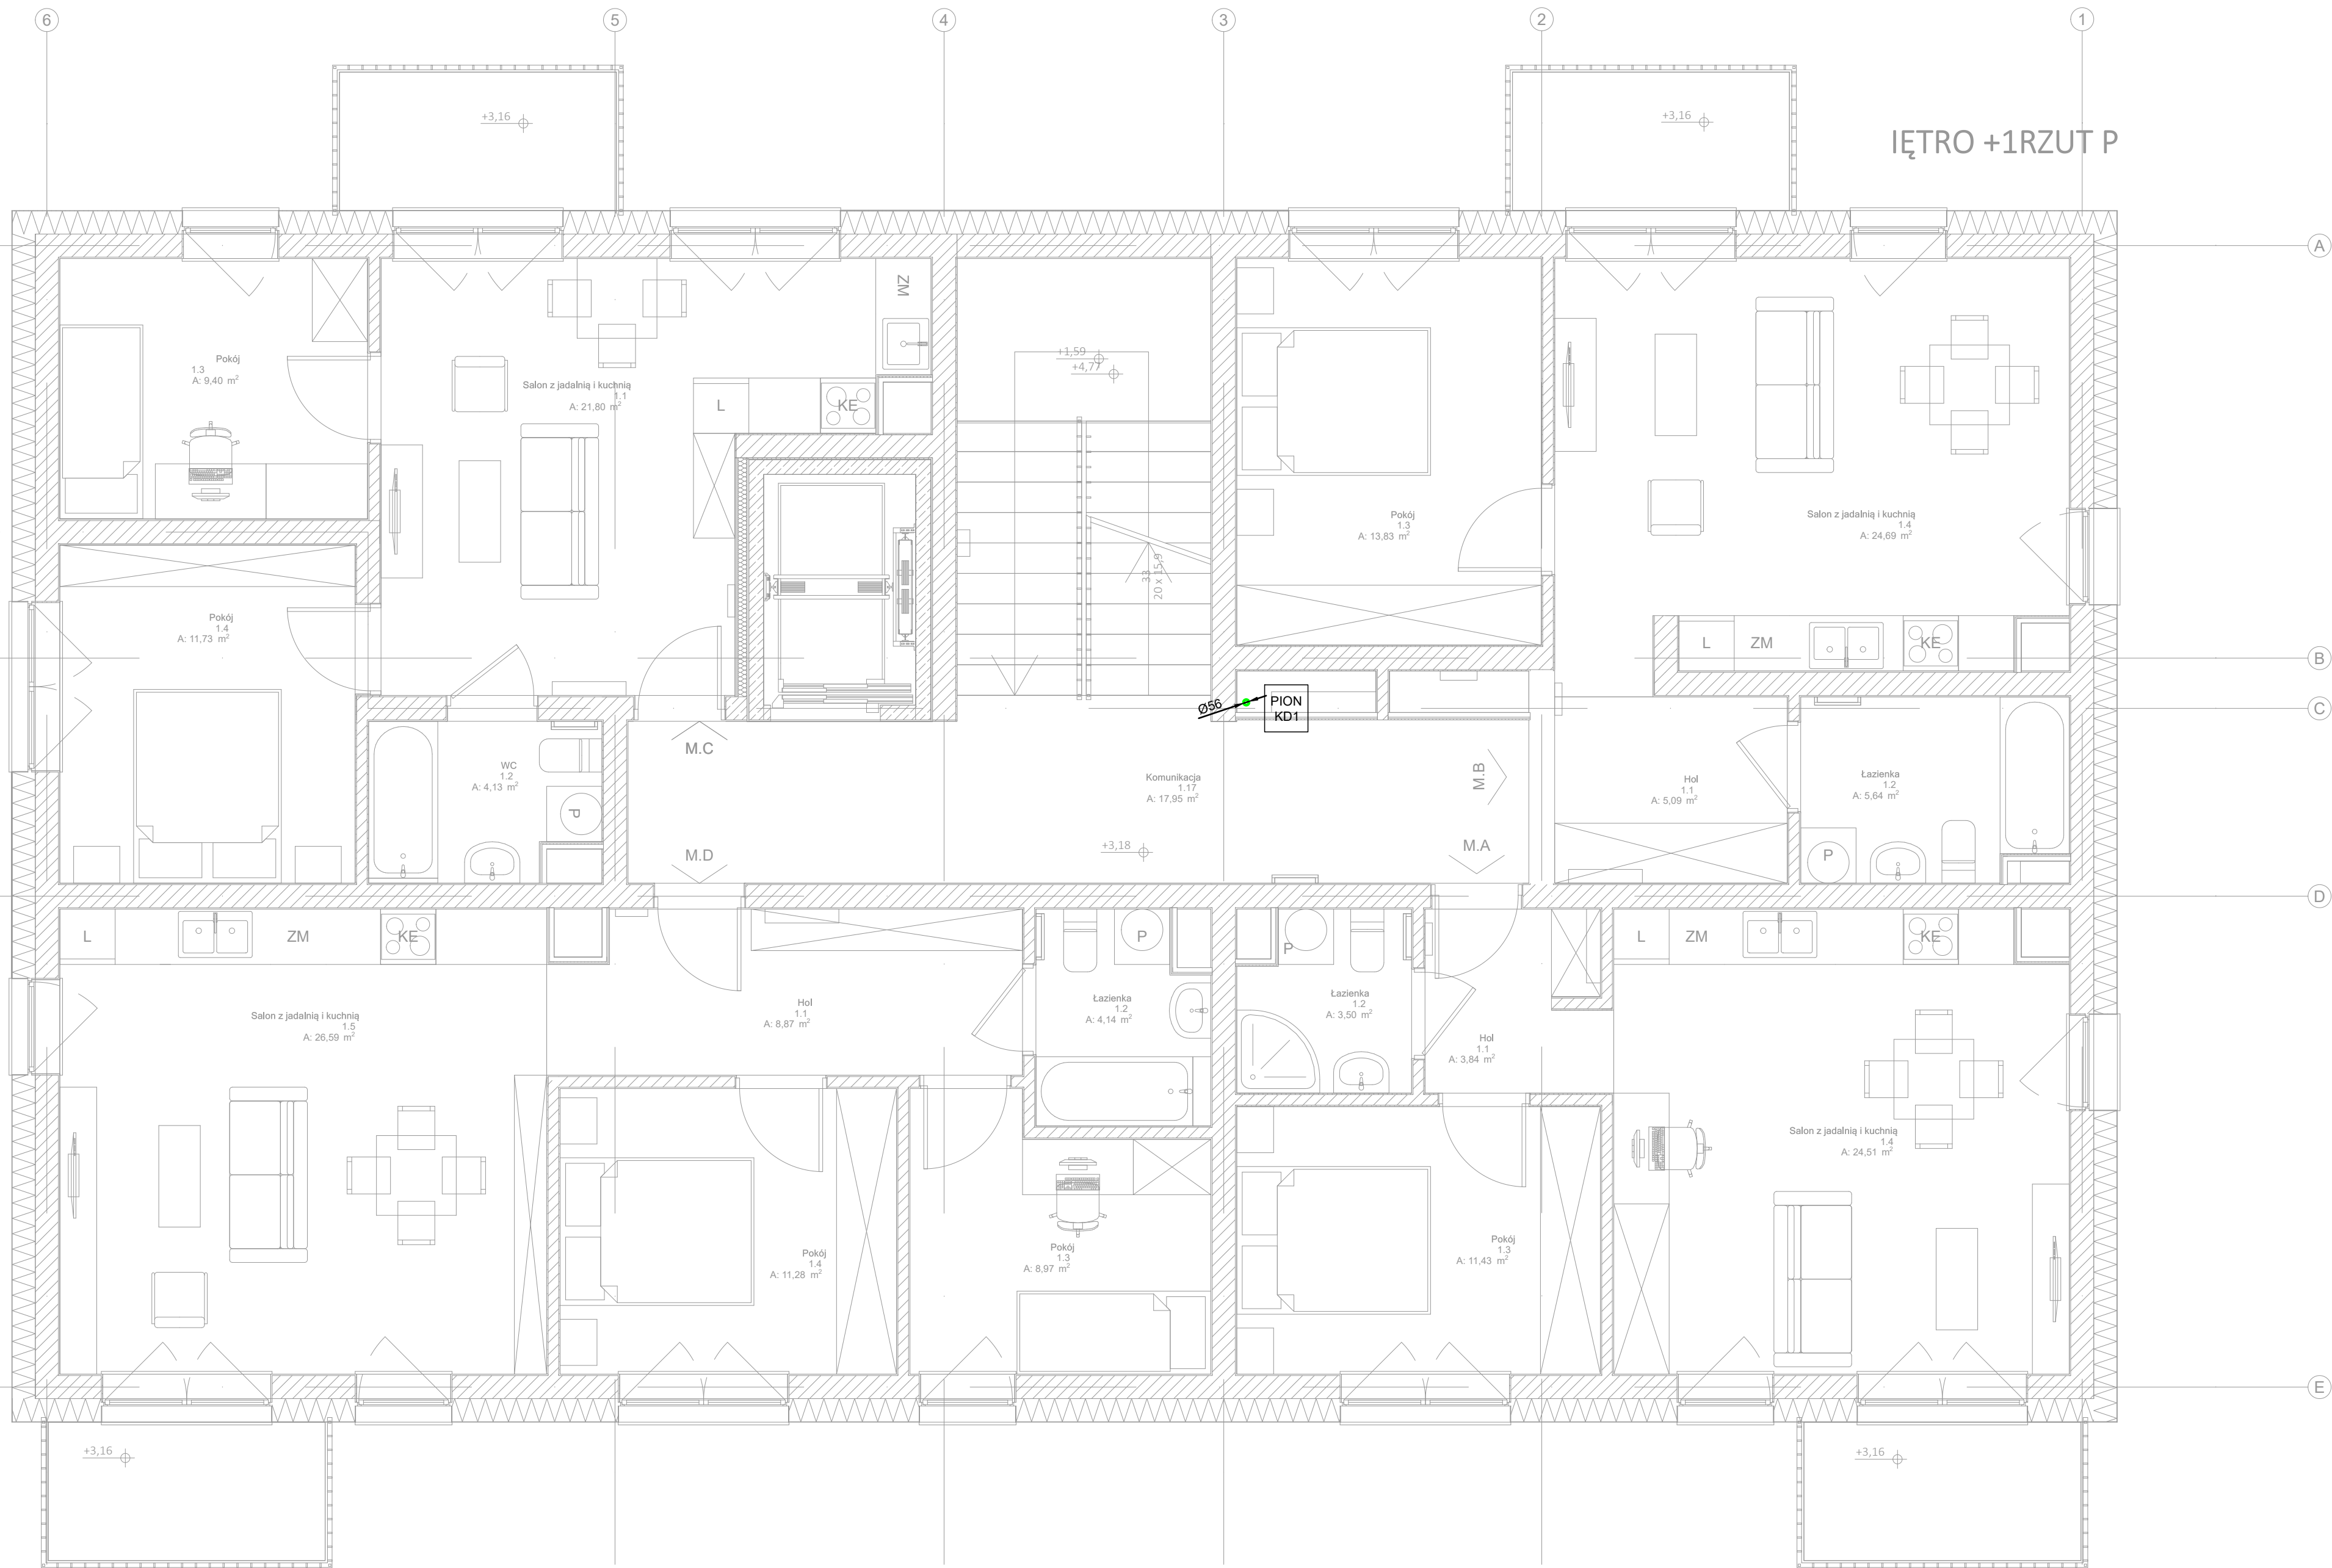 6
5
4
3
2
1
+3,16
+3,16
IĘTRO +1RZUT P
A
ZM
Pokój
1.3
A: 9,40 m²
Salon z jadalnią i kuchnią
1.1
A: 21,80 m²
L
KE
+1,59
+4,77
33
20 x 15,9
Pokój
1.3
A: 13,83 m²
Salon z jadalnią i kuchnią
1.4
A: 24,69 m²
Pokój
1.4
A: 11,73 m²
L
ZM
KE
B
Ø56
PION
KD1
C
M.C
WC
1.2
A: 4,13 m²
P
Komunikacja
1.17
A: 17,95 m²
M.B
Hol
1.1
A: 5,09 m²
Łazienka
1.2
A: 5,64 m²
M.D
+3,18
M.A
P
D
L
ZM
KE
P
P
L
ZM
KE
Hol
1.1
A: 8,87 m²
Łazienka
1.2
A: 4,14 m²
Łazienka
1.2
A: 3,50 m²
Salon z jadalnią i kuchnią
1.5
A: 26,59 m²
Hol
1.1
A: 3,84 m²
Salon z jadalnią i kuchnią
1.4
A: 24,51 m²
Pokój
1.4
A: 11,28 m²
Pokój
1.3
A: 8,97 m²
Pokój
1.3
A: 11,43 m²
E
+3,16
+3,16